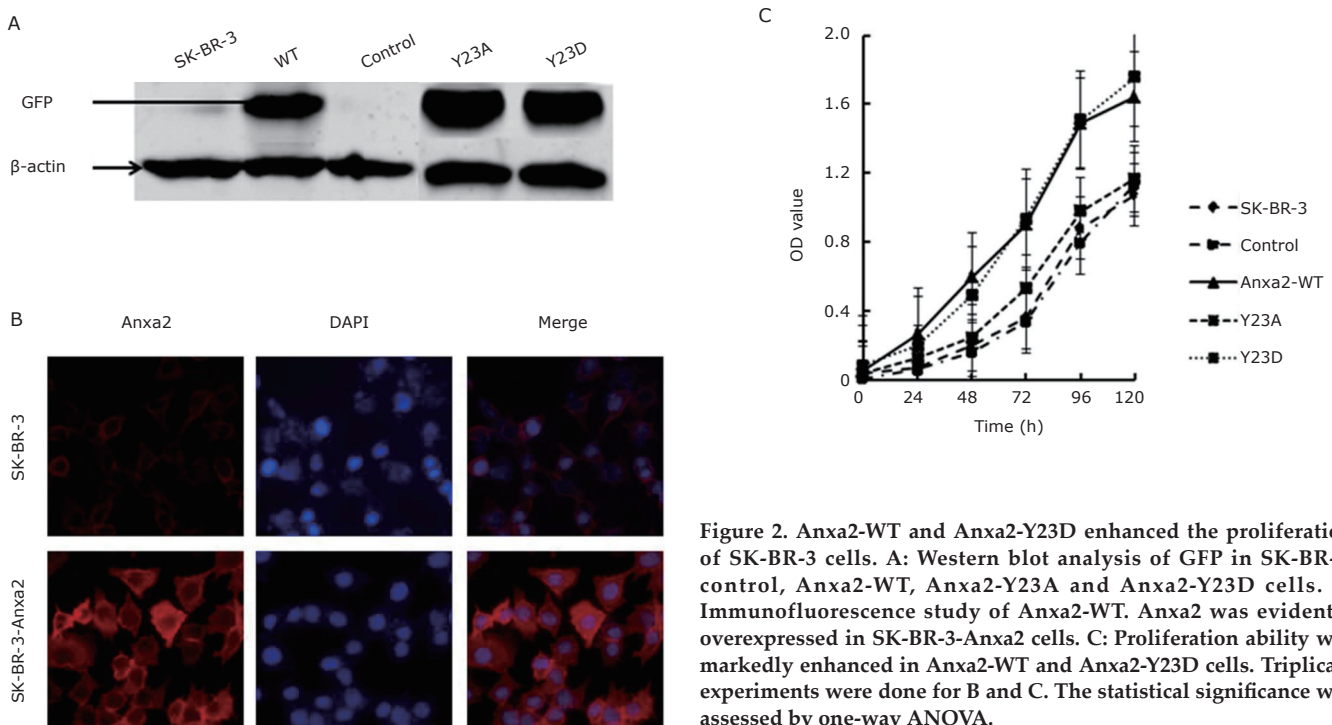 A
SK-BR-3 WT Control Y23A Y23D
GFP
β-actin
B
Anxa2 DAPI Merge
SK-BR-3
SK-BR-3-Anxa2
C
2.0
1.6
1.2
0.8
0.4
0
OD value
0 24 48 72 96 120
Time (h)
SK-BR-3
Control
Anxa2-WT
Y23A
Y23D
Figure 2. Anxa2-WT and Anxa2-Y23D enhanced the proliferatio
of SK-BR-3 cells. A: Western blot analysis of GFP in SK-BR-
control, Anxa2-WT, Anxa2-Y23A and Anxa2-Y23D cells.
Immunofluorescence study of Anxa2-WT. Anxa2 was evident
overexpressed in SK-BR-3-Anxa2 cells. C: Proliferation ability w
markedly enhanced in Anxa2-WT and Anxa2-Y23D cells. Triplica
experiments were done for B and C. The statistical significance w
assessed by one-way ANOVA.